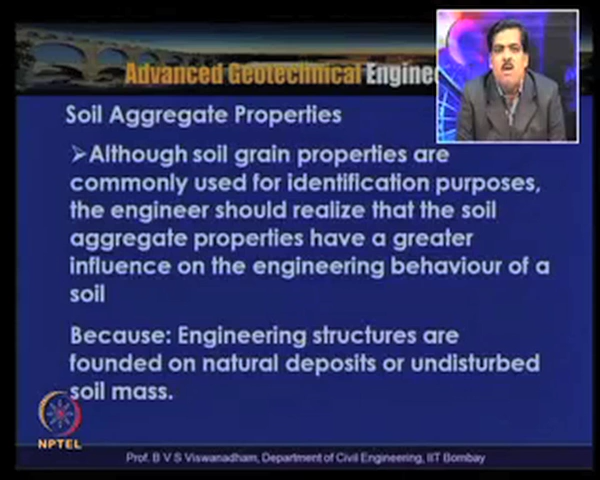 Advanced Geotechnical Enginee
Soil Aggregate Properties
➢Although soil grain properties are
commonly used for identification purposes,
the engineer should realize that the soil
aggregate properties have a greater
influence on the engineering behaviour of a
soil
Because: Engineering structures are
founded on natural deposits or undisturbed
soil mass.
NPTEL
Prof. B V S Viswanadham, Department of Civil Engineering, IIT Bombay